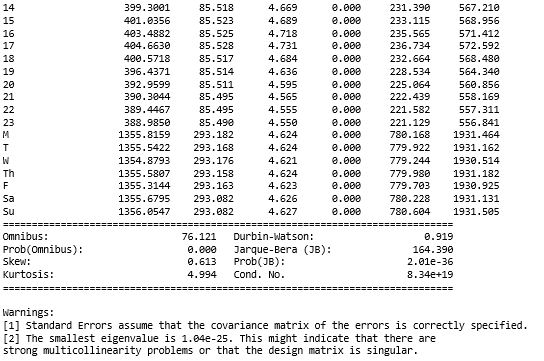 14 399.3001 85.518 4.669 0.000 231.390 567.210
15 401.0356 85.523 4.689 0.000 233.115 568.956
16 403.4882 85.525 4.718 0.000 235.565 571.412
17 404.6630 85.528 4.731 0.000 236.734 572.592
18 400.5718 85.517 4.684 0.000 232.664 568.480
19 396.4371 85.514 4.636 0.000 228.534 564.340
20 392.9599 85.511 4.595 0.000 225.064 560.856
21 390.3044 85.495 4.565 0.000 222.439 558.169
22 389.4467 85.495 4.555 0.000 221.582 557.311
23 388.9850 85.490 4.550 0.000 221.129 556.841
M 1355.8159 293.182 4.624 0.000 780.168 1931.464
T 1355.5422 293.168 4.624 0.000 779.922 1931.162
W 1354.8793 293.176 4.621 0.000 779.244 1930.514
Th 1355.5807 293.158 4.624 0.000 779.980 1931.182
F 1355.3144 293.163 4.623 0.000 779.703 1930.925
Sa 1355.6795 293.082 4.626 0.000 780.228 1931.131
Su 1356.0547 293.082 4.627 0.000 780.604 1931.505
==============================================================================
Omnibus: 76.121 Durbin-Watson: 0.919
Prob(Omnibus): 0.000 Jarque-Bera (JB): 164.390
Skew: 0.613 Prob(JB): 2.01e-36
Kurtosis: 4.994 Cond. No. 8.34e+19
==============================================================================
Warnings:
[1] Standard Errors assume that the covariance matrix of the errors is correctly specified.
[2] The smallest eigenvalue is 1.04e-25. This might indicate that there are
strong multicollinearity problems or that the design matrix is singular.